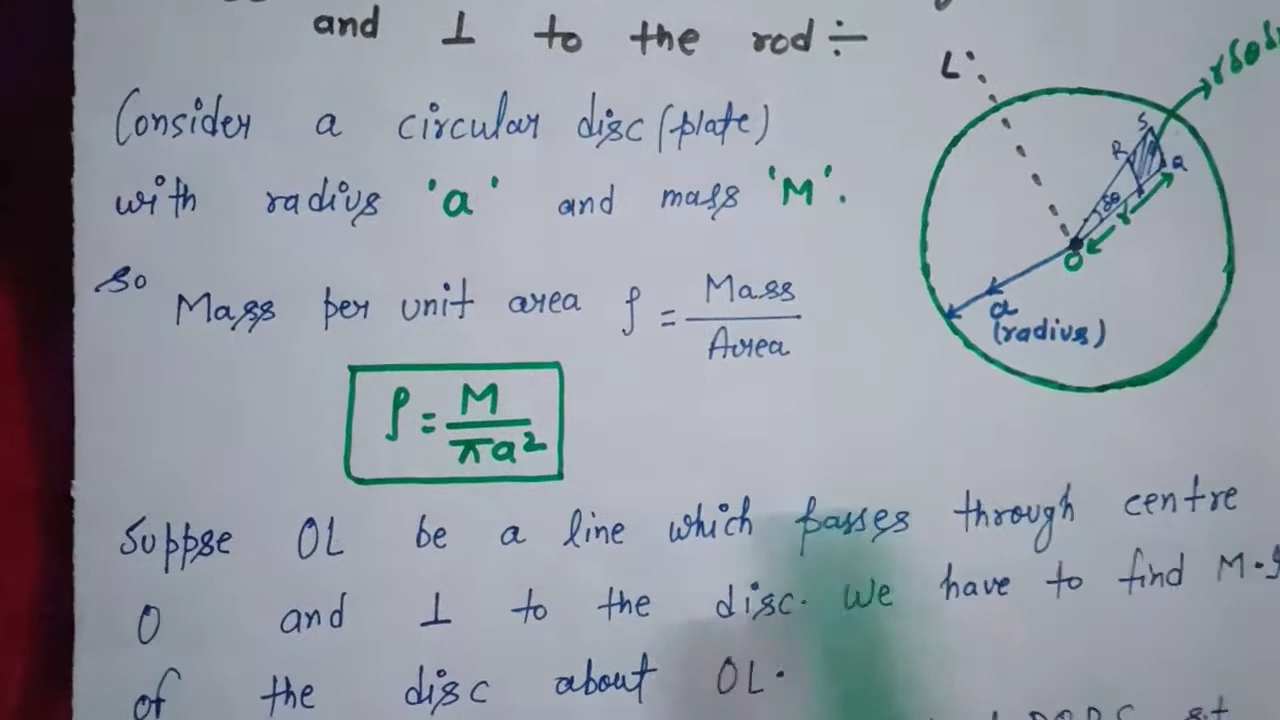 and ⊥ to the rod ÷
Consider a circular disc (plate)
with radius 'a' and mass 'M'.
So Mass per unit area ρ = Mass / Area
ρ = M / πa²
Suppse OL be a line which passes through centre
O and ⊥ to the disc. We have to find M.I
of the disc about OL.
L
S
R
Q
δθ
r
O
a
(radius)